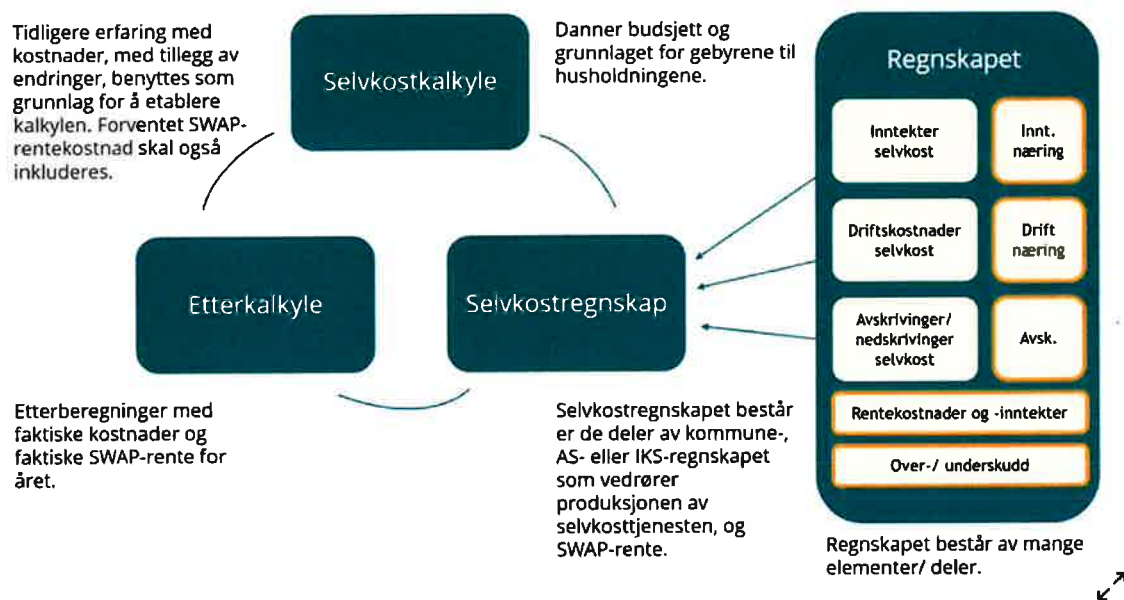 Tidligere erfaring med
kostnader, med tillegg av
endringer, benyttes som
grunnlag for å etablere
kalkylen. Forventet SWAP-
rentekostnad skal også
inkluderes.
Selvkostkalkyle
Danner budsjett og
grunnlaget for gebyrene til
husholdningene.
Etterkalkyle
Selvkostregnskap
Etterberegninger med
faktiske kostnader og
faktiske SWAP-rente for
året.
Selvkostregnskapet består
er de deler av kommune-,
AS- eller IKS-regnskapet
som vedrører
produksjonen av
selvkosttjenesten, og
SWAP-rente.
Regnskapet
Inntekter
selvkost
Innt.
næring
Driftskostnader
selvkost
Drift
næring
Avskrivinger/
nedskrivinger
selvkost
Avsk.
Rentekostnader og -inntekter
Over-/ underskudd
Regnskapet består av mange
elementer/ deler.